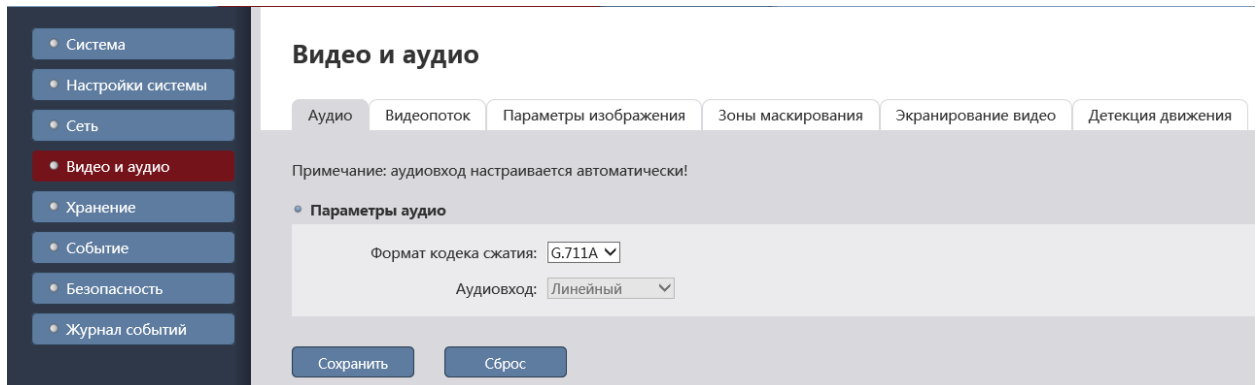 Система
Настройки системы
Сеть
Видео и аудио
Хранение
Событие
Безопасность
Журнал событий
Видео и аудио
Аудио
Видеопоток
Параметры изображения
Зоны маскирования
Экранирование видео
Детекция движения
Примечание: аудиовход настраивается автоматически!
Параметры аудио
Формат кодека сжатия: G.711A
Аудиовход: Линейный
Сохранить
Сброс